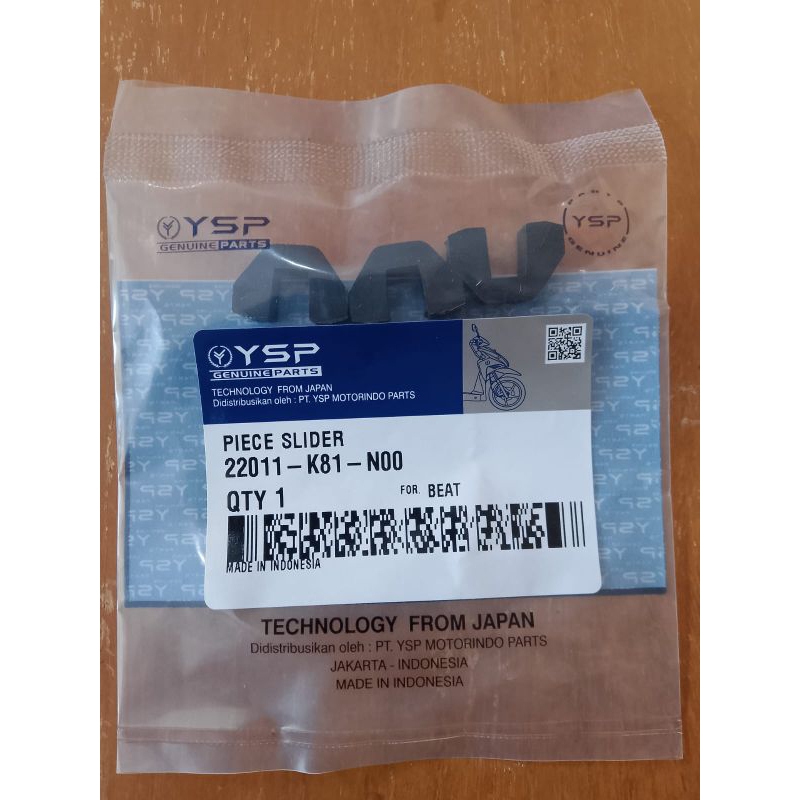 YSP
GENUINE PARTS
PARTS
YSP
GENUINE
YSP
GENUINE PARTS
TECHNOLOGY FROM JAPAN
Didistribusikan oleh : PT. YSP MOTORINDO PARTS
PIECE SLIDER
22011-K81-N00
QTY 1
FOR. BEAT
MADE IN INDONESIA
TECHNOLOGY FROM JAPAN
Didistribusikan oleh : PT. YSP MOTORINDO PARTS
JAKARTA - INDONESIA
MADE IN INDONESIA